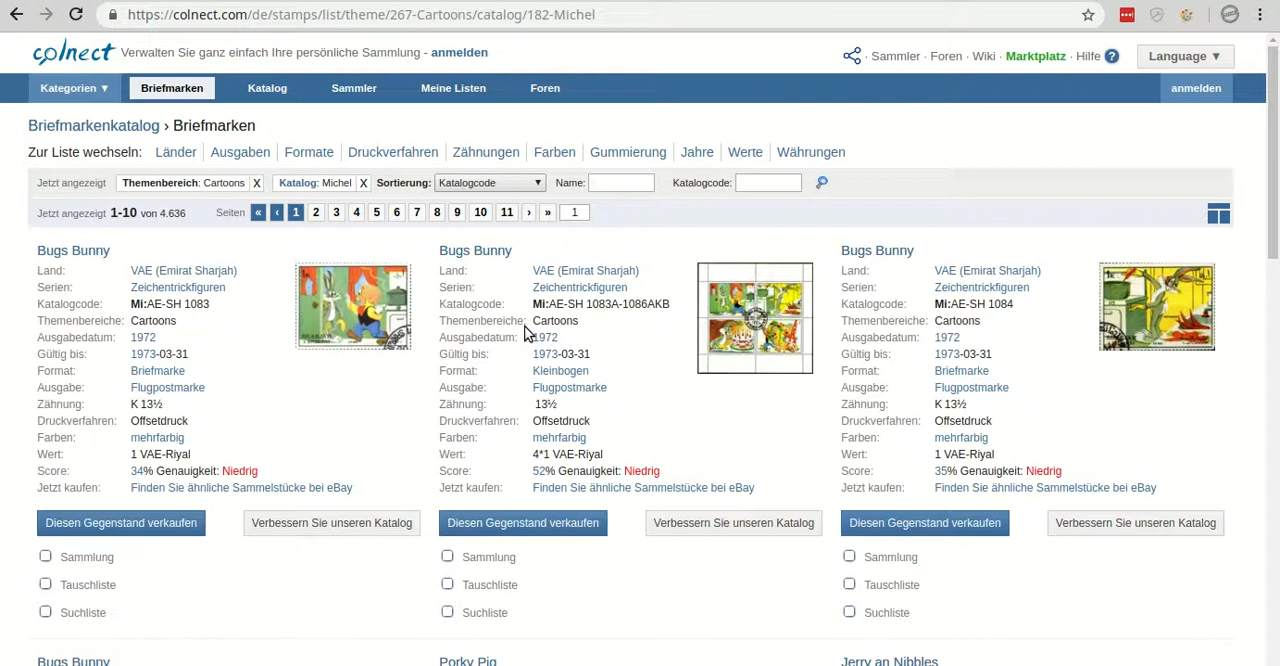 https://colnect.com/de/stamps/list/theme/267-Cartoons/catalog/182-Michel
colnect Verwalten Sie ganz einfach Ihre persönliche Sammlung - anmelden
· Sammler · Foren · Wiki · Marktplatz · Hilfe ? Language ▼
Kategorien ▼ Briefmarken Katalog Sammler Meine Listen Foren anmelden
Briefmarkenkatalog › Briefmarken
Zur Liste wechseln: Länder Ausgaben Formate Druckverfahren Zähnungen Farben Gummierung Jahre Werte Währungen
Jetzt angezeigt Themenbereich: Cartoons X Katalog: Michel X Sortierung: Katalogcode ▼ Name: Katalogcode:
Jetzt angezeigt 1-10 von 4.636 Seiten « ‹ 1 2 3 4 5 6 7 8 9 10 11 › » 1
Bugs Bunny
Land: VAE (Emirat Sharjah)
Serien: Zeichentrickfiguren
Katalogcode: Mi:AE-SH 1083
Themenbereiche: Cartoons
Ausgabedatum: 1972
Gültig bis: 1973-03-31
Format: Briefmarke
Ausgabe: Flugpostmarke
Zähnung: K 13½
Druckverfahren: Offsetdruck
Farben: mehrfarbig
Wert: 1 VAE-Riyal
Score: 34% Genauigkeit: Niedrig
Jetzt kaufen: Finden Sie ähnliche Sammelstücke bei eBay
Diesen Gegenstand verkaufen Verbessern Sie unseren Katalog
Sammlung
Tauschliste
Suchliste
Bugs Bunny
Land: VAE (Emirat Sharjah)
Serien: Zeichentrickfiguren
Katalogcode: Mi:AE-SH 1083A-1086AKB
Themenbereiche: Cartoons
Ausgabedatum: 1972
Gültig bis: 1973-03-31
Format: Kleinbogen
Ausgabe: Flugpostmarke
Zähnung: 13½
Druckverfahren: Offsetdruck
Farben: mehrfarbig
Wert: 4*1 VAE-Riyal
Score: 52% Genauigkeit: Niedrig
Jetzt kaufen: Finden Sie ähnliche Sammelstücke bei eBay
Diesen Gegenstand verkaufen Verbessern Sie unseren Katalog
Sammlung
Tauschliste
Suchliste
Bugs Bunny
Land: VAE (Emirat Sharjah)
Serien: Zeichentrickfiguren
Katalogcode: Mi:AE-SH 1084
Themenbereiche: Cartoons
Ausgabedatum: 1972
Gültig bis: 1973-03-31
Format: Briefmarke
Ausgabe: Flugpostmarke
Zähnung: K 13½
Druckverfahren: Offsetdruck
Farben: mehrfarbig
Wert: 1 VAE-Riyal
Score: 35% Genauigkeit: Niedrig
Jetzt kaufen: Finden Sie ähnliche Sammelstücke bei eBay
Diesen Gegenstand verkaufen Verbessern Sie unseren Katalog
Sammlung
Tauschliste
Suchliste
Bugs Bunny Porky Pig Jerry an Nibbles